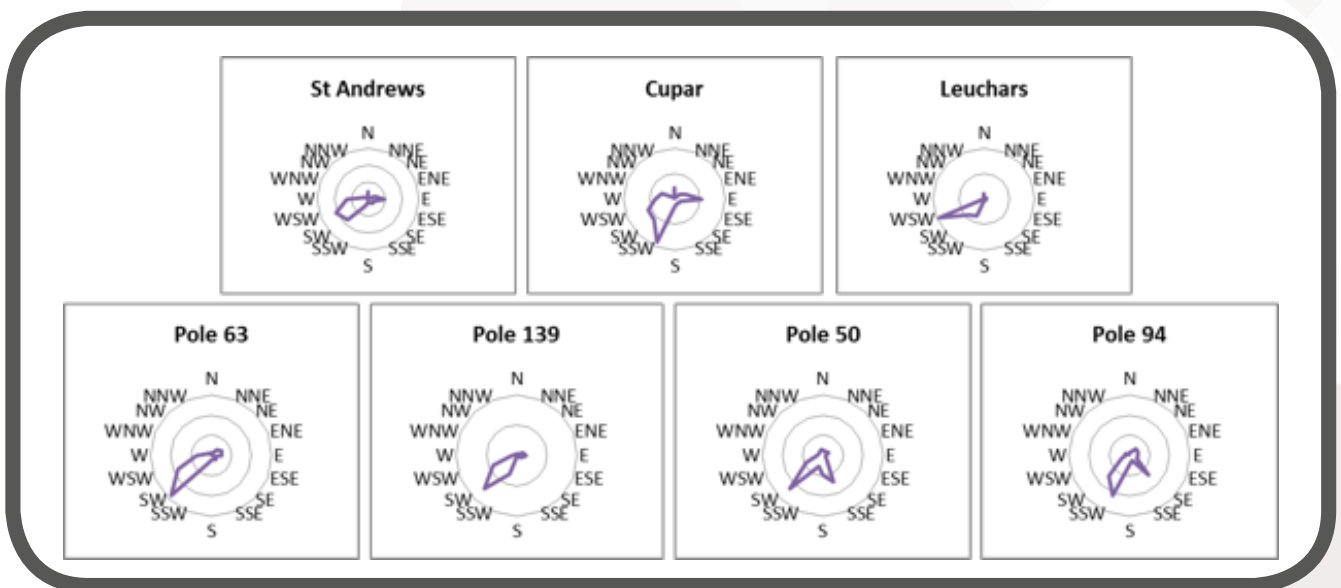 St Andrews
N
NNW NNE
NW NE
WNW ENE
W E
WSW ESE
SW SE
SSW SSE
S
Cupar
N
NNW NNE
NW NE
WNW ENE
W E
WSW ESE
SW SE
SSW SSE
S
Leuchars
N
NNW NNE
NW NE
WNW ENE
W E
WSW ESE
SW SE
SSW SSE
S
Pole 63
N
NNW NNE
NW NE
WNW ENE
W E
WSW ESE
SW SE
SSW SSE
S
Pole 139
N
NNW NNE
NW NE
WNW ENE
W E
WSW ESE
SW SE
SSW SSE
S
Pole 50
N
NNW NNE
NW NE
WNW ENE
W E
WSW ESE
SW SE
SSW SSE
S
Pole 94
N
NNW NNE
NW NE
WNW ENE
W E
WSW ESE
SW SE
SSW SSE
S